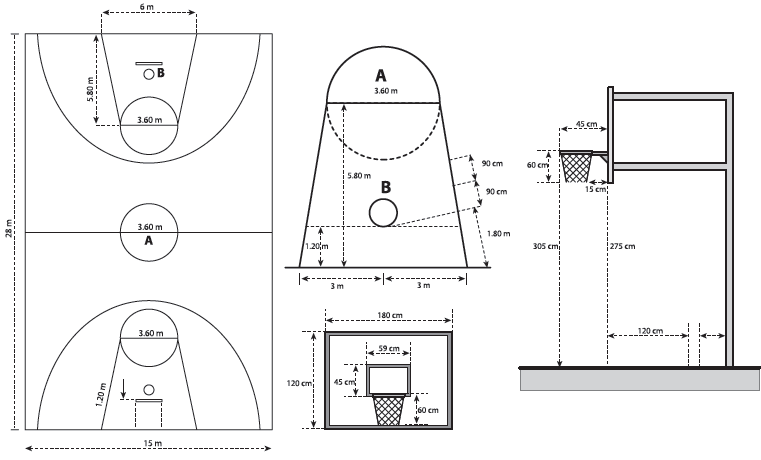 6 m
B
5.80 m
3.60 m
28 m
3.60 m
A
3.60 m
1.20 m
15 m
A
3.60 m
5.80 m
90 cm
B
90 cm
1.20 m
1.80 m
3 m
3 m
180 cm
59 cm
120 cm
45 cm
60 cm
45 cm
60 cm
15 cm
305 cm
275 cm
120 cm